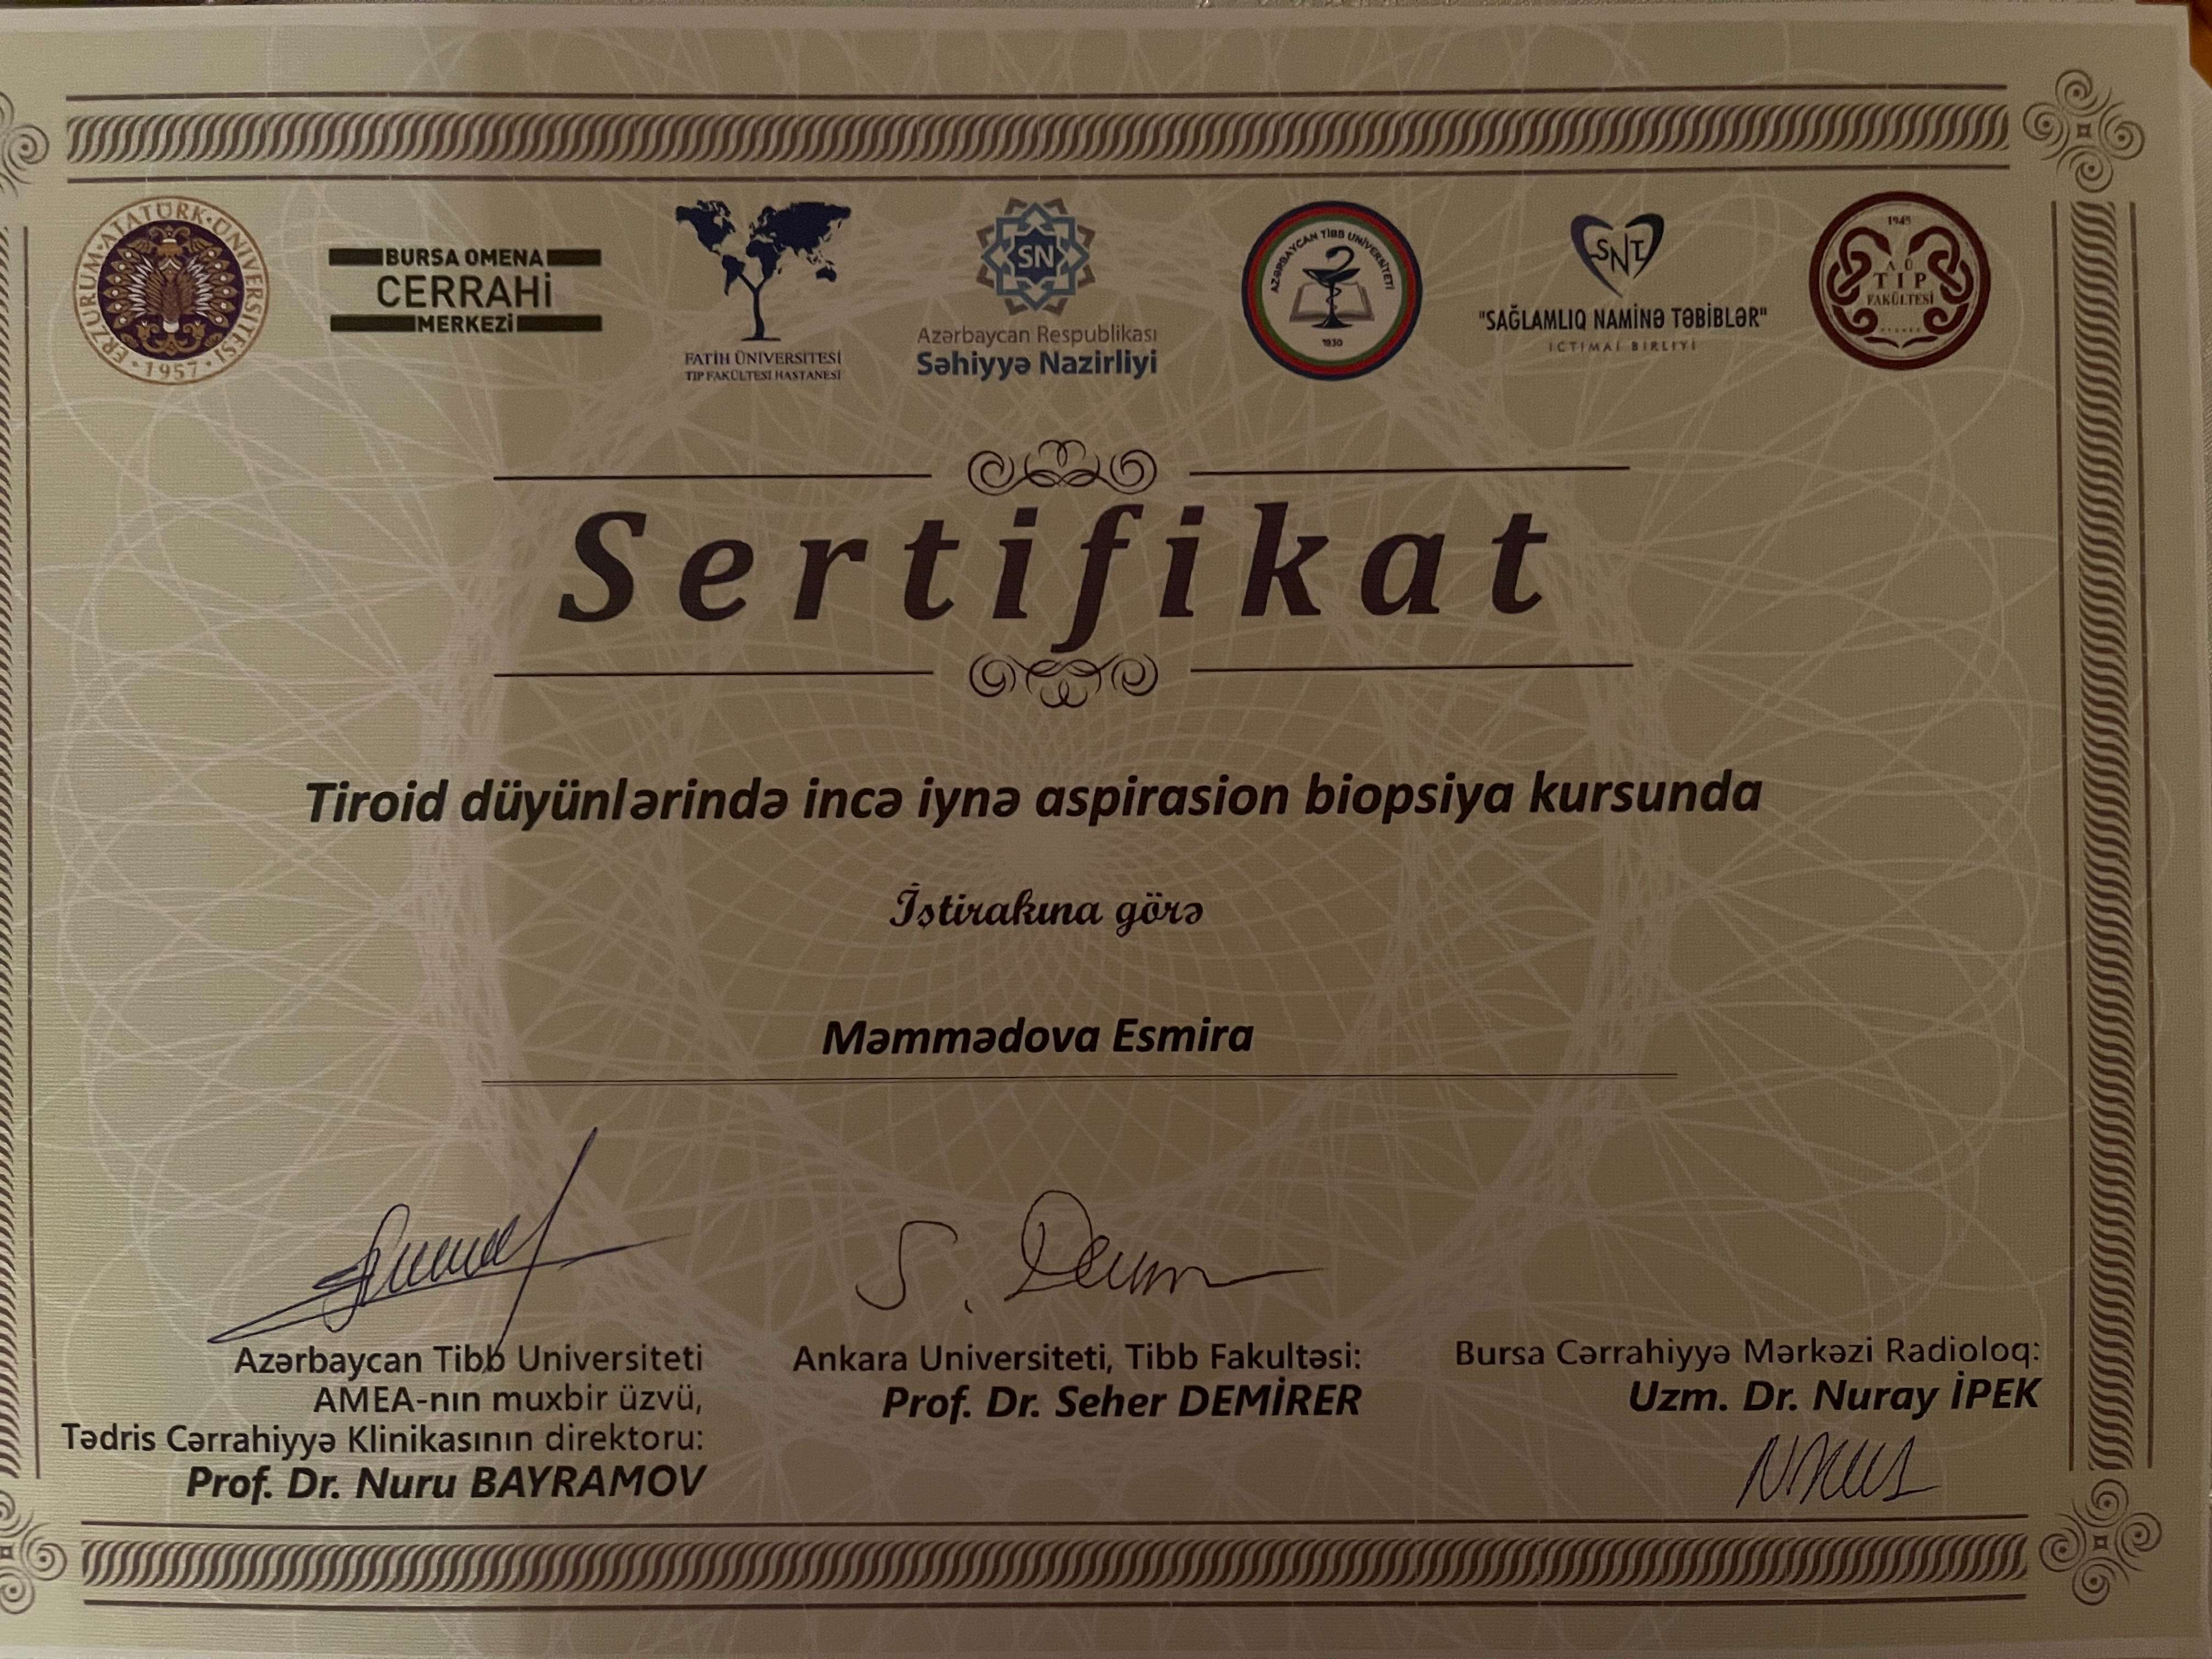 ERZURUM·ATATÜRK·ÜNİVERSİTESİ
·1957·
BURSA OMENA
CERRAHİ
MERKEZİ
FATİH ÜNİVERSİTESİ
TIP FAKÜLTESİ HASTANESİ
SN
Azərbaycan Respublikası
Səhiyyə Nazirliyi
AZƏRBAYCAN TİBB UNİVERSİTETİ
1930
SNT
"SAĞLAMLIQ NAMİNƏ TƏBİBLƏR"
İCTİMAİ BİRLİYİ
1945
A Ü
TIP
FAKÜLTESİ
Sertifikat
Tiroid düyünlərində incə iynə aspirasion biopsiya kursunda
İştirakına görə
Məmmədova Esmira
S. Demirer
Azərbaycan Tibb Universiteti
AMEA-nın muxbir üzvü,
Tədris Cərrahiyyə Klinikasının direktoru:
Prof. Dr. Nuru BAYRAMOV
Ankara Universiteti, Tibb Fakultəsi:
Prof. Dr. Seher DEMİRER
Bursa Cərrahiyyə Mərkəzi Radioloq:
Uzm. Dr. Nuray İPEK